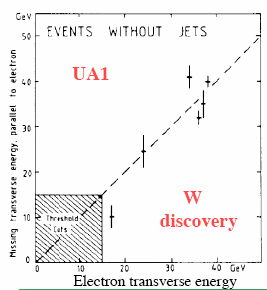 GeV
EVENTS WITHOUT JETS
50
UA1
40
30
20
W
discovery
10
Threshold
Cuts
0
0 10 20 30 40 GeV
Missing transverse energy, parallel to electron
Electron transverse energy